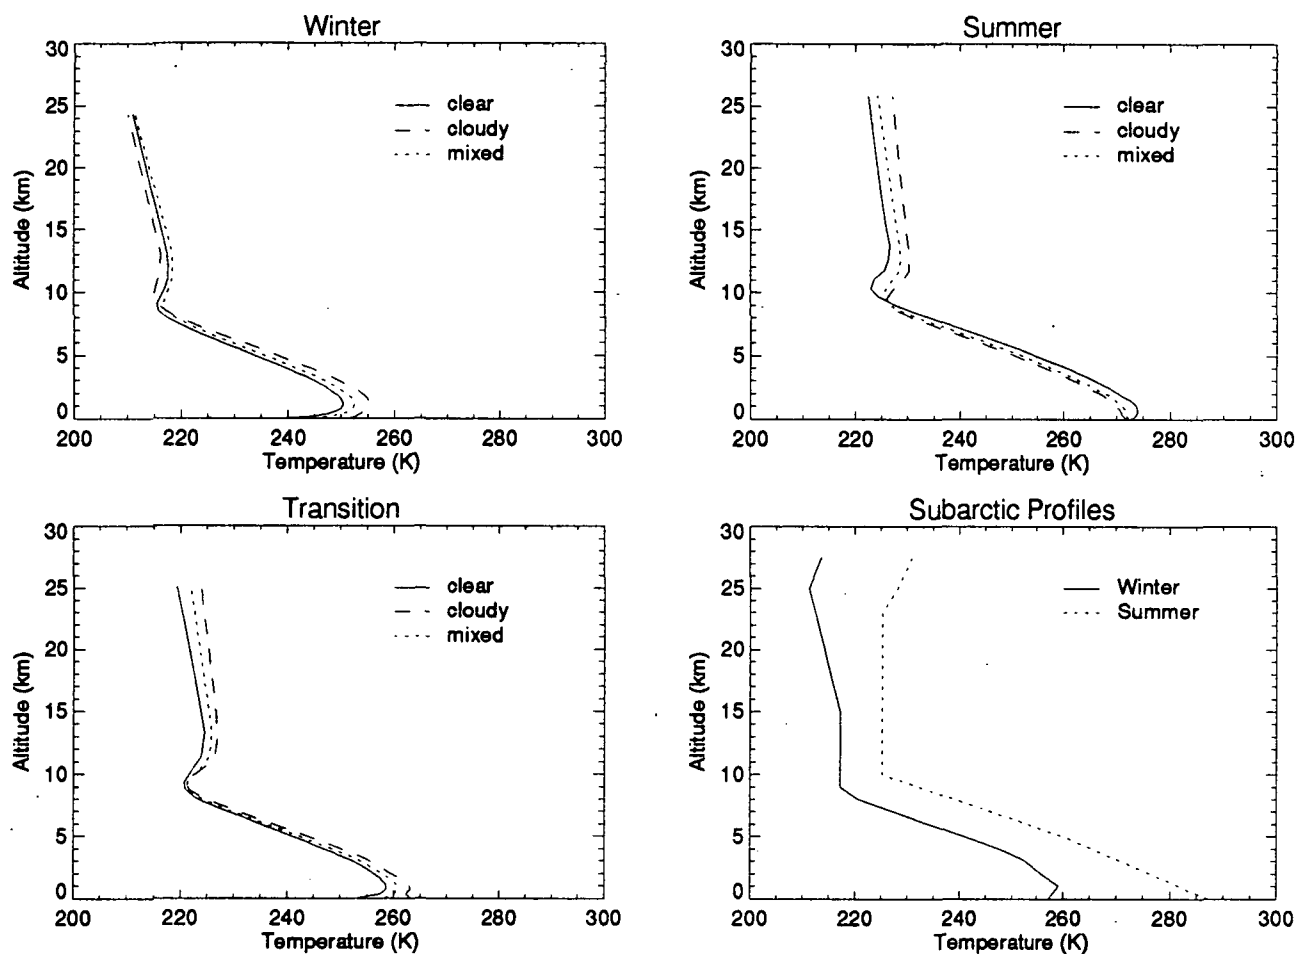 Winter
30
25
20
15
10
5
0
Altitude (km)
clear
cloudy
mixed
200 220 240 260 280 300
Temperature (K)
Summer
30
25
20
15
10
5
0
Altitude (km)
clear
cloudy
mixed
200 220 240 260 280 300
Temperature (K)
Transition
30
25
20
15
10
5
0
Altitude (km)
clear
cloudy
mixed
200 220 240 260 280 300
Temperature (K)
Subarctic Profiles
30
25
20
15
10
5
0
Altitude (km)
Winter
Summer
200 220 240 260 280 300
Temperature (K)